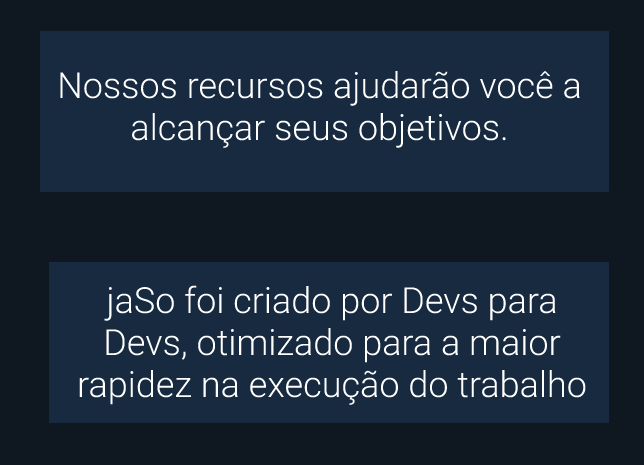 Nossos recursos ajudarão você a
alcançar seus objetivos.
jaSo foi criado por Devs para
Devs, otimizado para a maior
rapidez na execução do trabalho